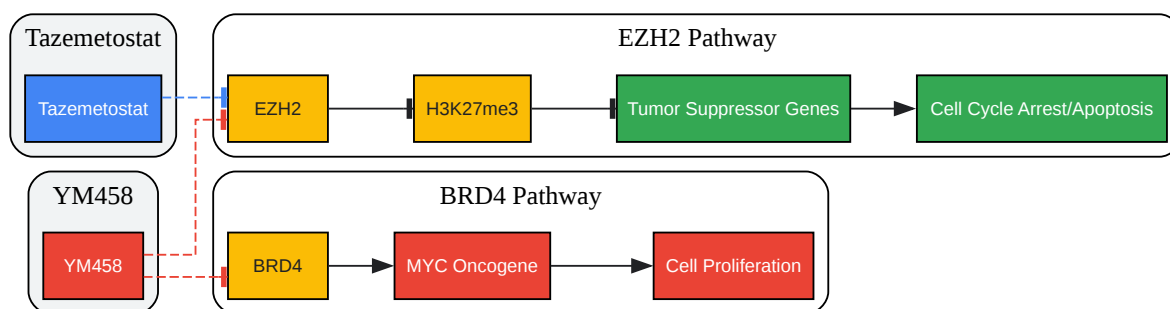 Tazemetostat
EZH2 Pathway
Tazemetostat
EZH2
H3K27me3
Tumor Suppressor Genes
Cell Cycle Arrest/Apoptosis
YM458
BRD4 Pathway
YM458
BRD4
MYC Oncogene
Cell Proliferation